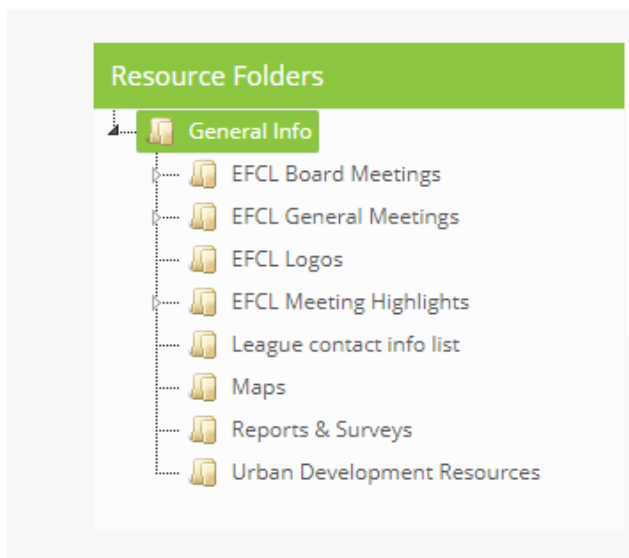 Resource Folders
General Info
EFCL Board Meetings
EFCL General Meetings
EFCL Logos
EFCL Meeting Highlights
League contact info list
Maps
Reports & Surveys
Urban Development Resources